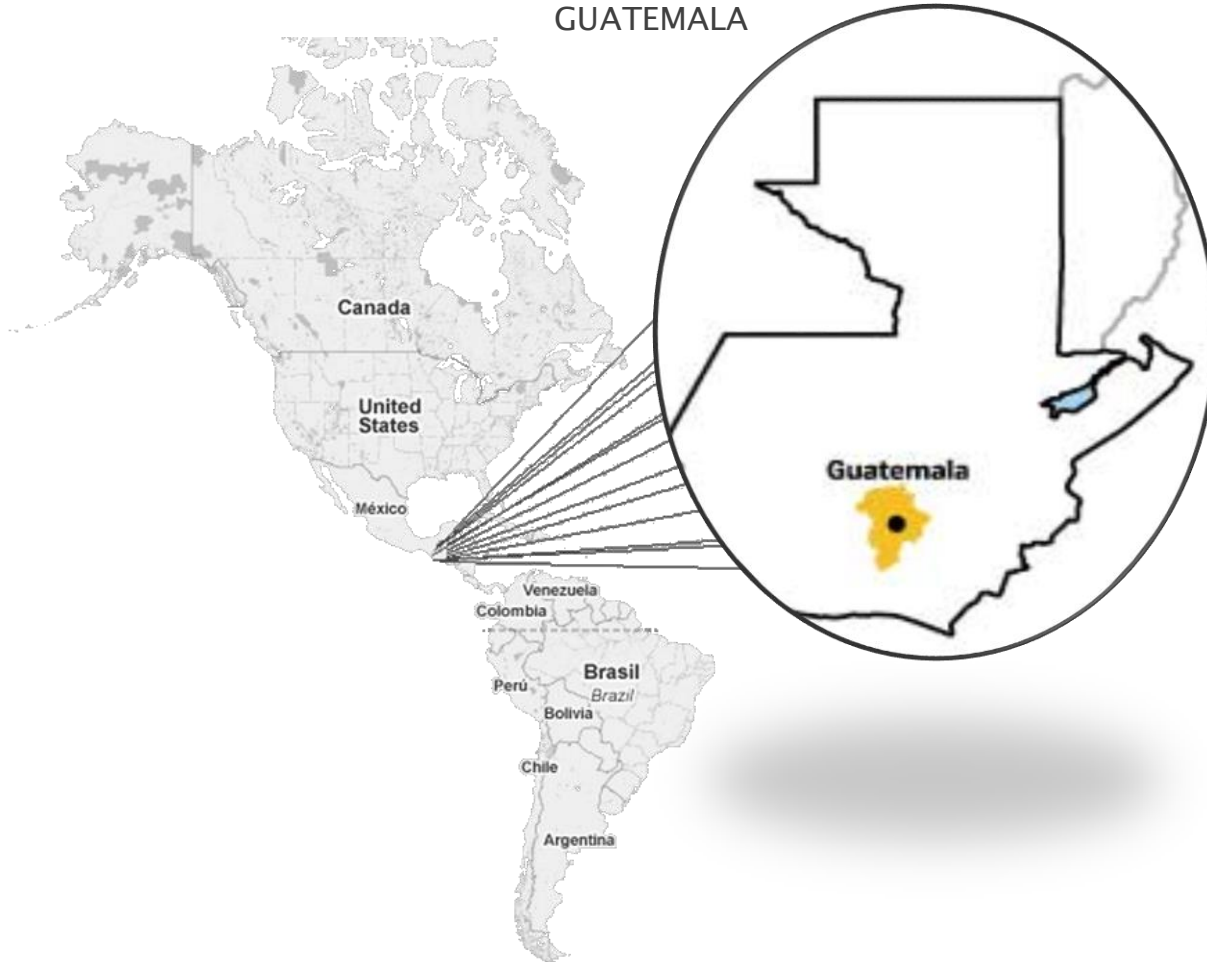 GUATEMALA
Canada
United
States
México
Guatemala
Venezuela
Colombia
Brasil
Brazil
Perú
Bolivia
Chile
Argentina